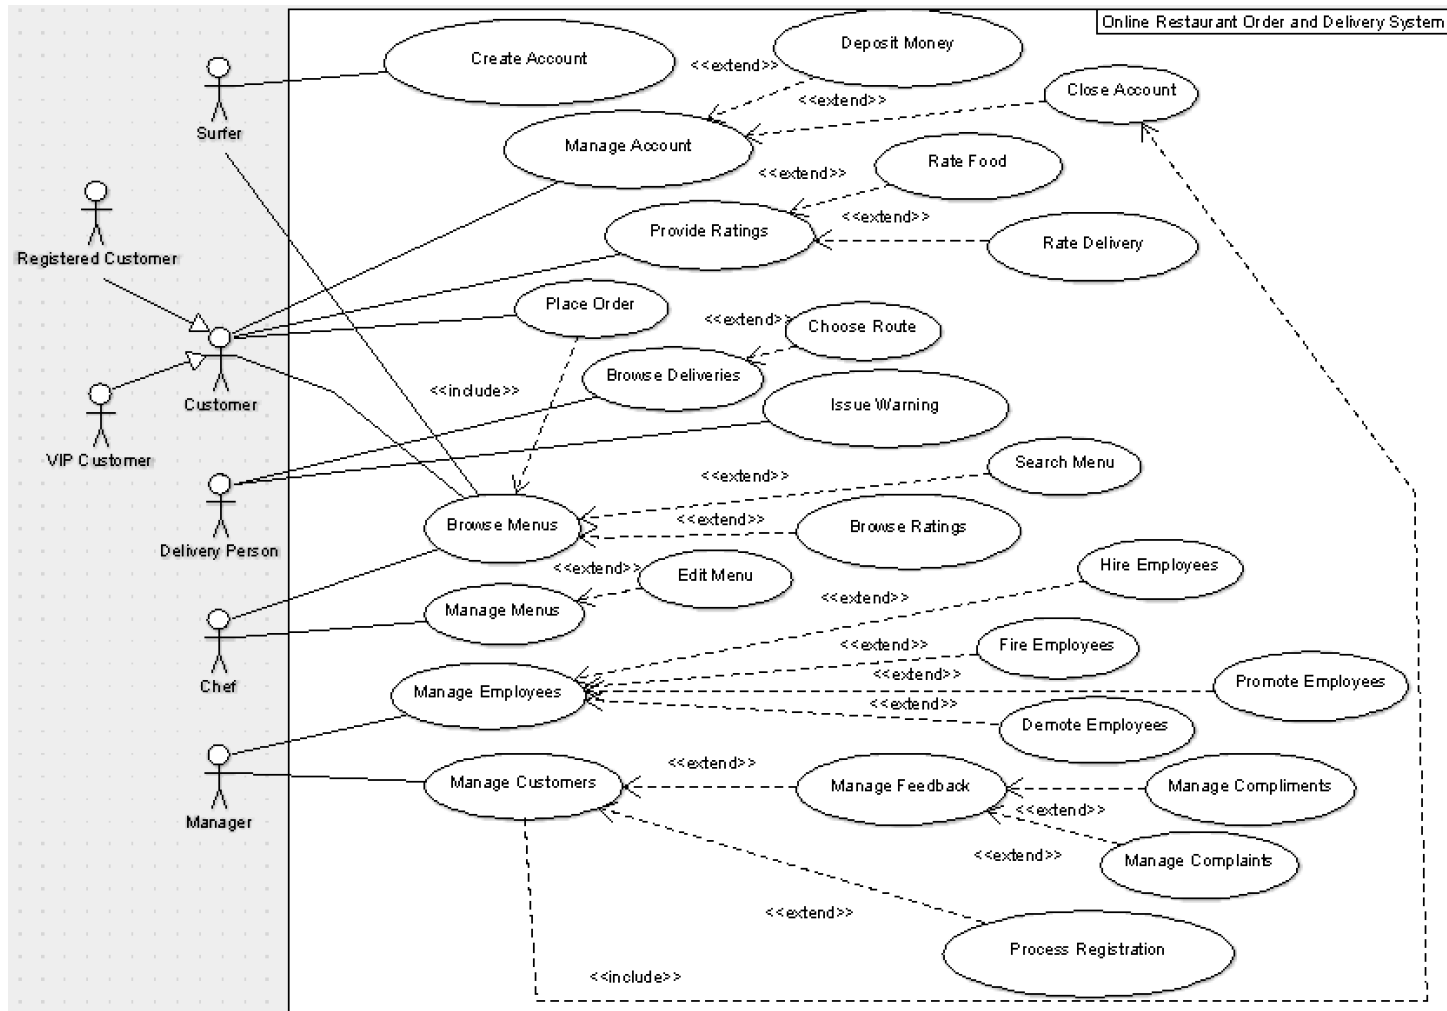 Online Restaurant Order and Delivery System
Deposit Money
Create Account
<<extend>>
Close Account
<<extend>>
Surfer
Manage Account
Rate Food
<<extend>>
<<extend>>
Provide Ratings
Rate Delivery
Registered Customer
Place Order
<<extend>>
Choose Route
Browse Deliveries
<<include>>
Customer
Issue Warning
VIP Customer
Search Menu
<<extend>>
<<extend>>
Browse Menus
Browse Ratings
Delivery Person
<<extend>>
Edit Menu
Hire Employees
<<extend>>
Manage Menus
<<extend>>
Fire Employees
Chef
<<extend>>
Promote Employees
Manage Employees
<<extend>>
Demote Employees
<<extend>>
Manage Customers
Manage Feedback
Manage Compliments
<<extend>>
Manager
<<extend>>
Manage Complaints
<<extend>>
Process Registration
<<include>>